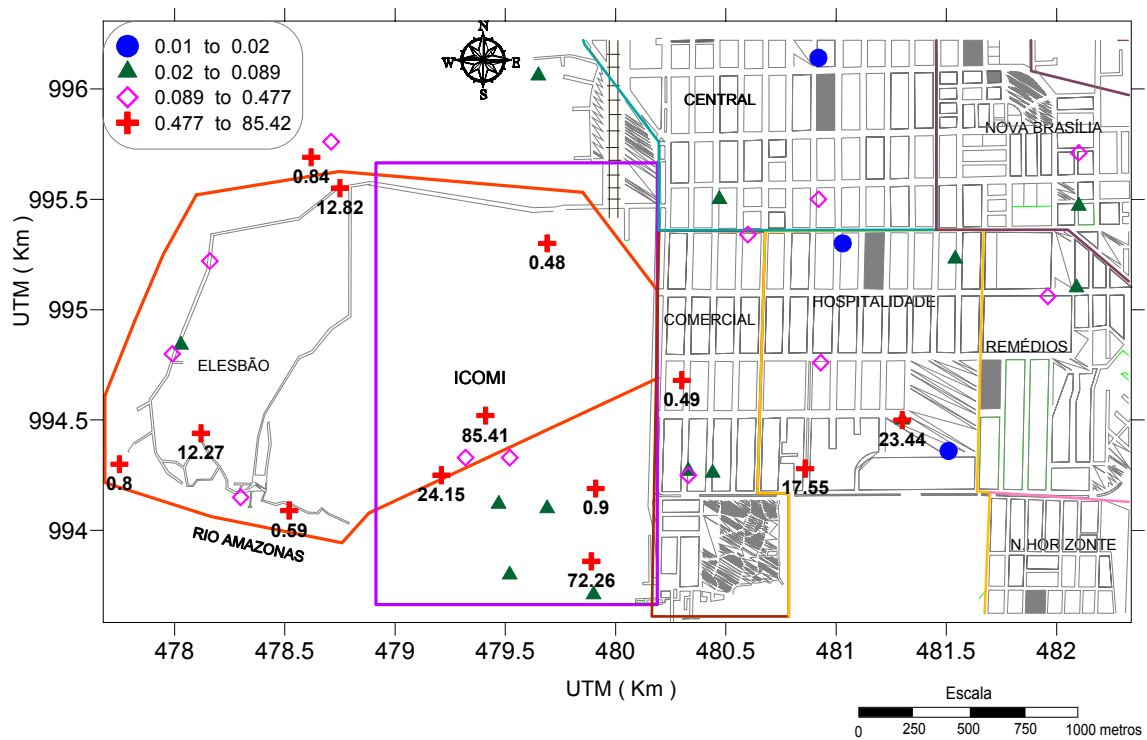 0.01 to 0.02
0.02 to 0.089
0.089 to 0.477
0.477 to 85.42
N
W E
S
CENTRAL
NOVA BRASÍLIA
996
995.5
995
994.5
994
UTM ( Km )
0.84
12.82
0.48
HOSPITALIDADE
COMERCIAL
REMÉDIOS
ELESBÃO
ICOMI
0.49
85.41
23.44
12.27
0.8
24.15
17.55
0.9
0.59
RIO AMAZONAS
N.HORIZONTE
72.26
478 478.5 479 479.5 480 480.5 481 481.5 482
UTM ( Km )
Escala
0 250 500 750 1000 metros